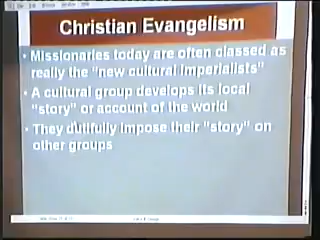 Christian Evangelism
• Missionaries today are often classed as
really the "new cultural imperialists"
• A cultural group develops its local
"story" or account of the world
• They dutifully impose their "story" on
other groups